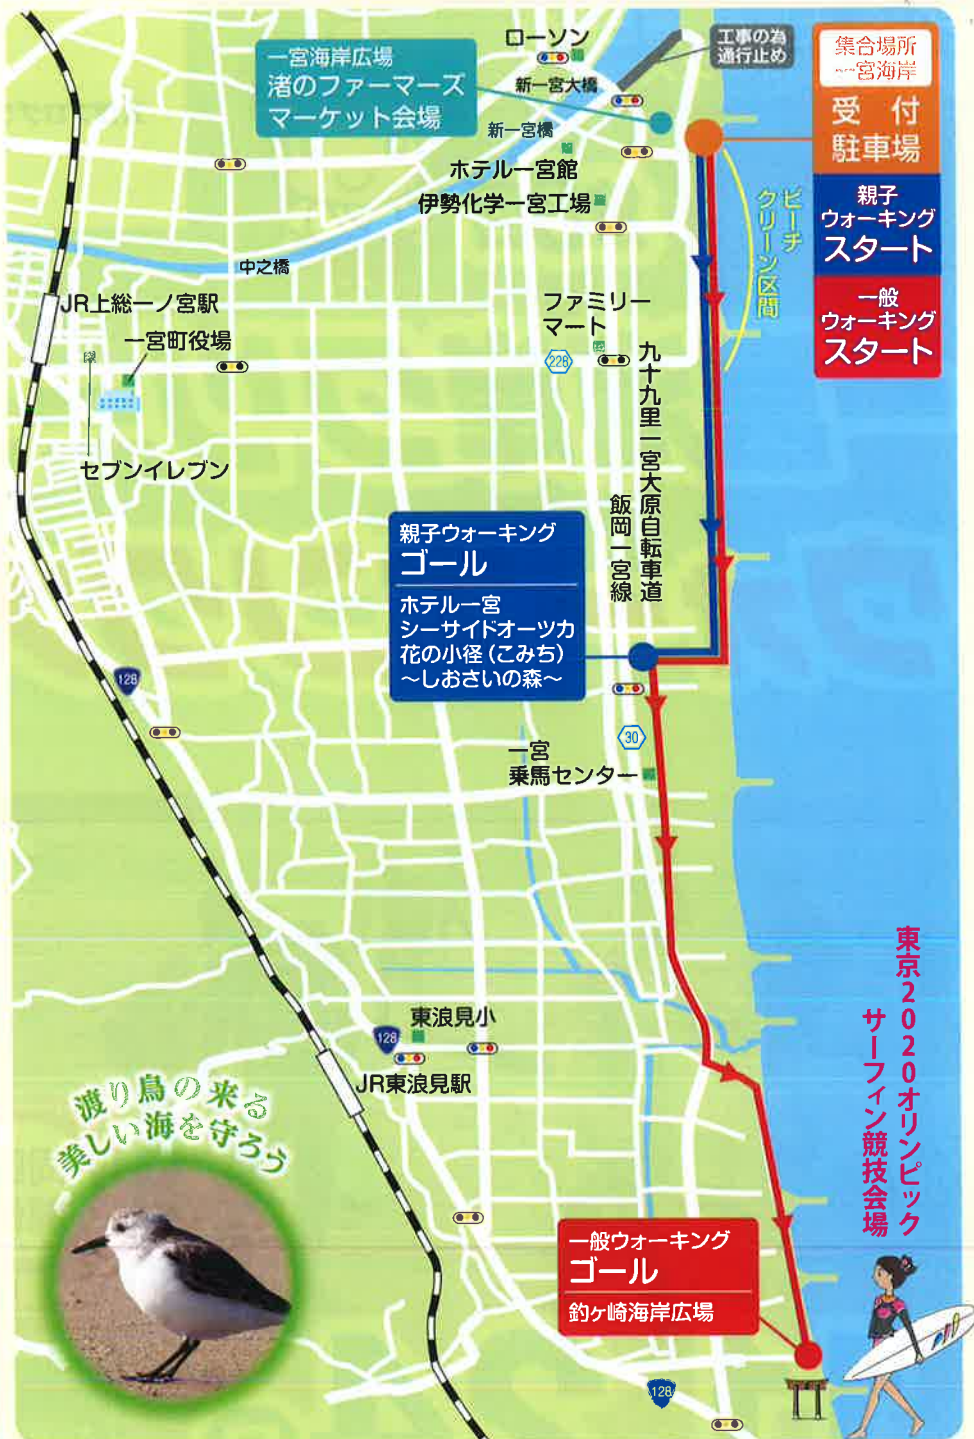 ローソン
工事の為
通行止め
集合場所
一宮海岸
受付
駐車場
一宮海岸広場
渚のファーマーズ
マーケット会場
新一宮大橋
新一宮橋
ホテル一宮館
伊勢化学一宮工場
親子
ウォーキング
スタート
ビーチ
クリーン区間
一般
ウォーキング
スタート
中之橋
JR上総一ノ宮駅
一宮町役場
ファミリー
マート
228
九十九里一宮大原自転車道
飯岡一宮線
セブンイレブン
親子ウォーキング
ゴール
ホテル一宮
シーサイドオーツカ
花の小径(こみち)
～しおさいの森～
128
30
一宮
乗馬センター
東京2020オリンピック
サーフィン競技会場
東浪見小
128
JR東浪見駅
渡り鳥の来る
美しい海を守ろう
一般ウォーキング
ゴール
釣ヶ崎海岸広場
128